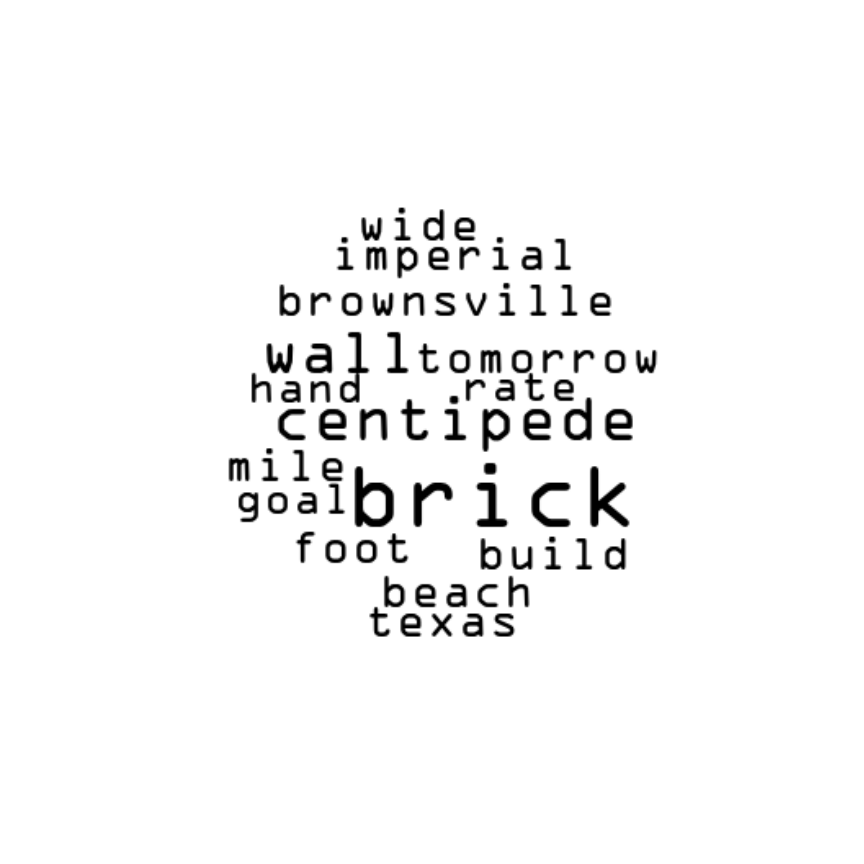 wide
imperial
brownsville
wall tomorrow
hand rate
centipede
mile
goal brick
foot build
beach
texas